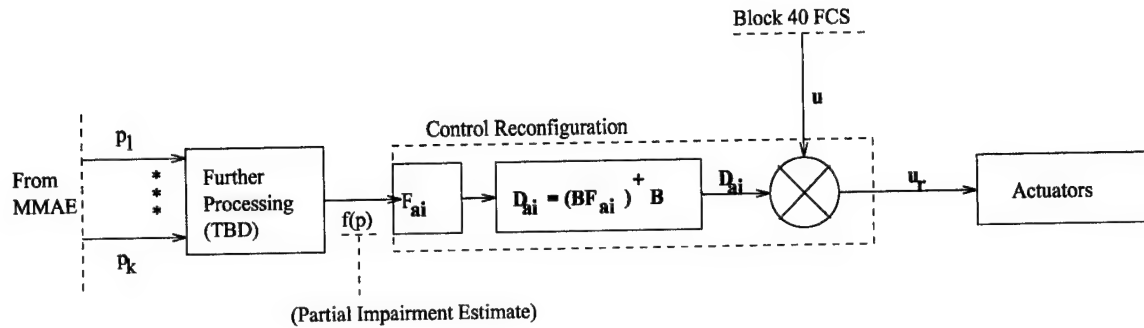 Block 40 FCS
u
Control Reconfiguration
From
MMAE
p1
*
*
*
pk
Further
Processing
(TBD)
f(p)
Fai
Dai = (BFai)+ B
Dai
ur
Actuators
(Partial Impairment Estimate)